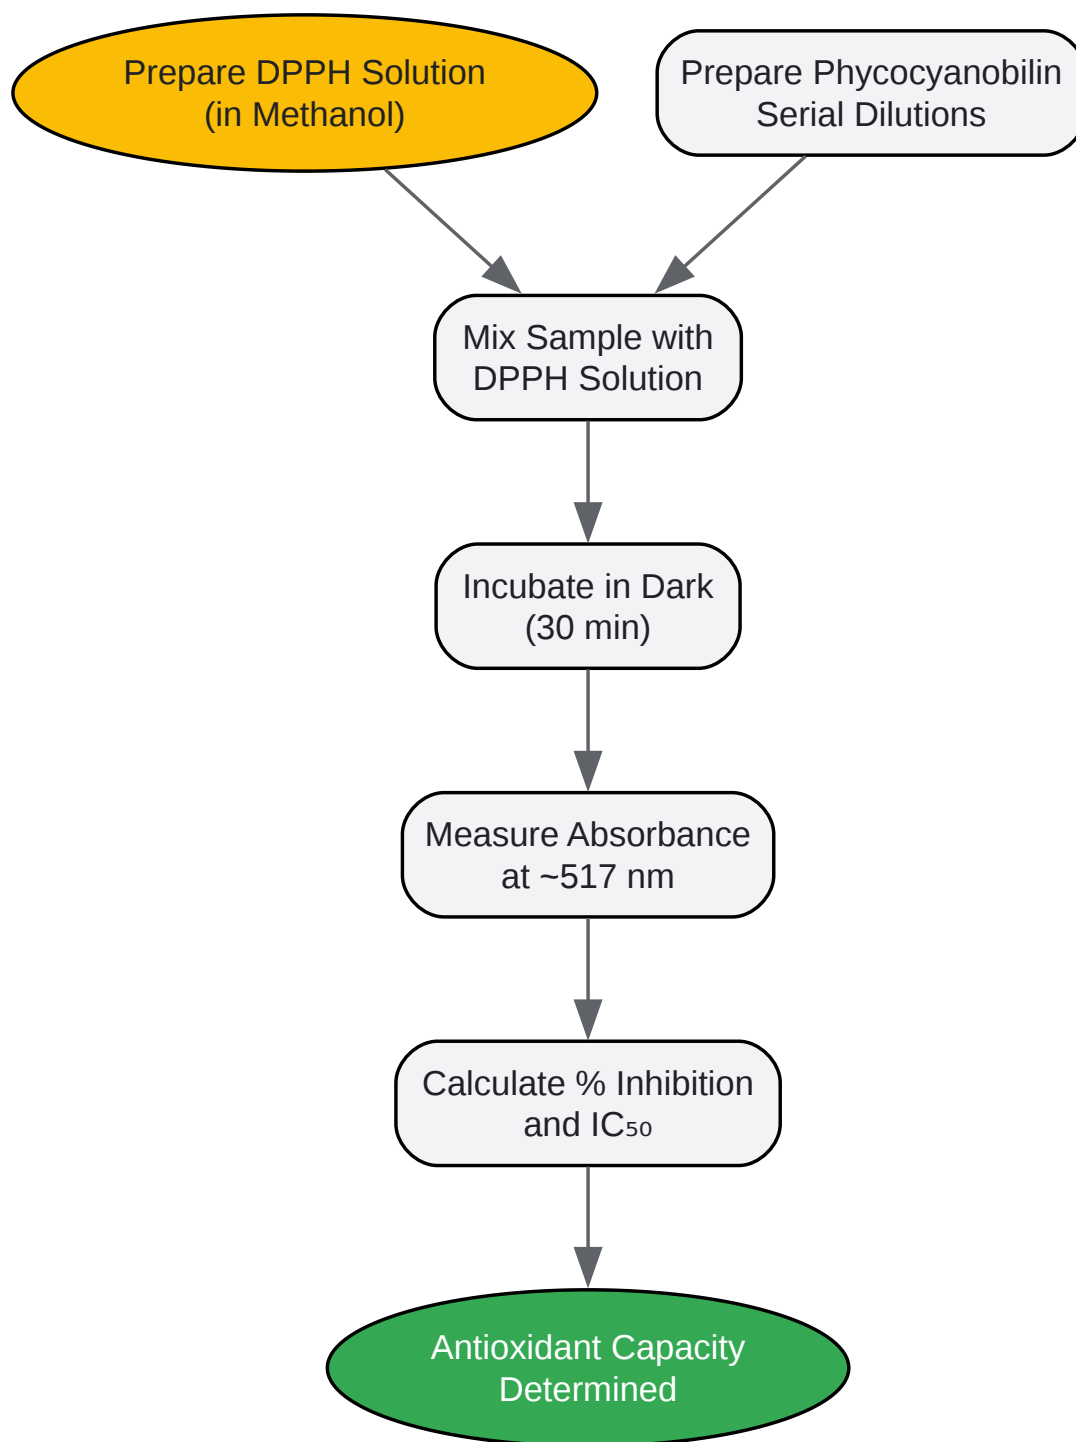 Prepare DPPH Solution
(in Methanol)
Prepare Phycocyanobilin
Serial Dilutions
Mix Sample with
DPPH Solution
Incubate in Dark
(30 min)
Measure Absorbance
at ~517 nm
Calculate % Inhibition
and IC₅₀
Antioxidant Capacity
Determined